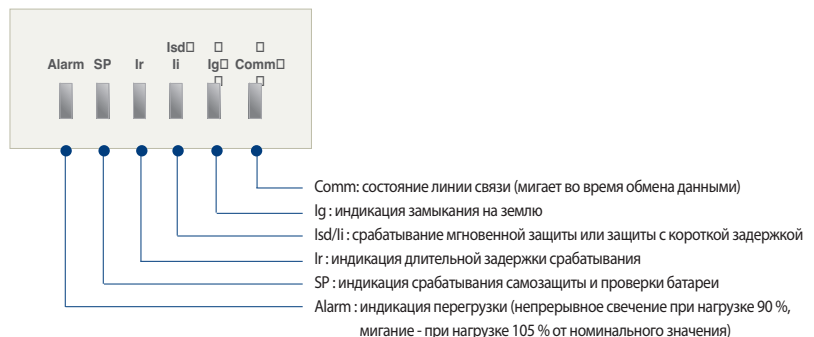 Isd□ □ □
Alarm SP Ir Ii Ig□ Comm□
□ □
Comm: состояние линии связи (мигает во время обмена данными)
Ig : индикация замыкания на землю
Isd/Ii : срабатывание мгновенной защиты или защиты с короткой задержкой
Ir : индикация длительной задержки срабатывания
SP : индикация срабатывания самозащиты и проверки батареи
Alarm : индикация перегрузки (непрерывное свечение при нагрузке 90 %,
мигание - при нагрузке 105 % от номинального значения)